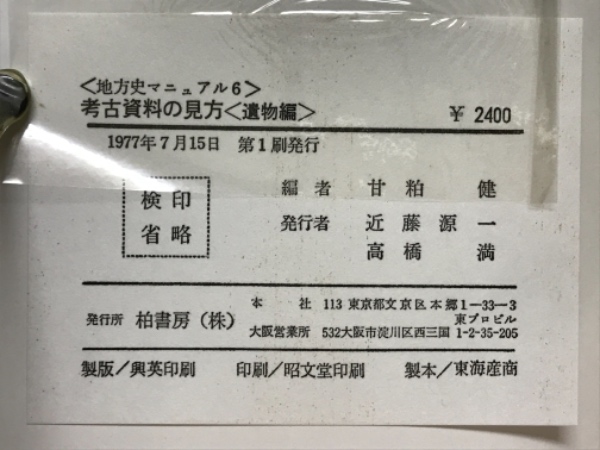 <地方史マニュアル6>
考古資料の見方<遺物編> ¥ 2400
1977年7月15日 第1刷発行
検印
省略
編者 甘粕 健
発行者 近藤源一
高橋満
発行所 柏書房(株)
本社 113 東京都文京区本郷1-33-3
東プロビル
大阪営業所 532大阪市淀川区西三国1-2-35-205
製版/興英印刷 印刷/昭文堂印刷 製本/東海産商